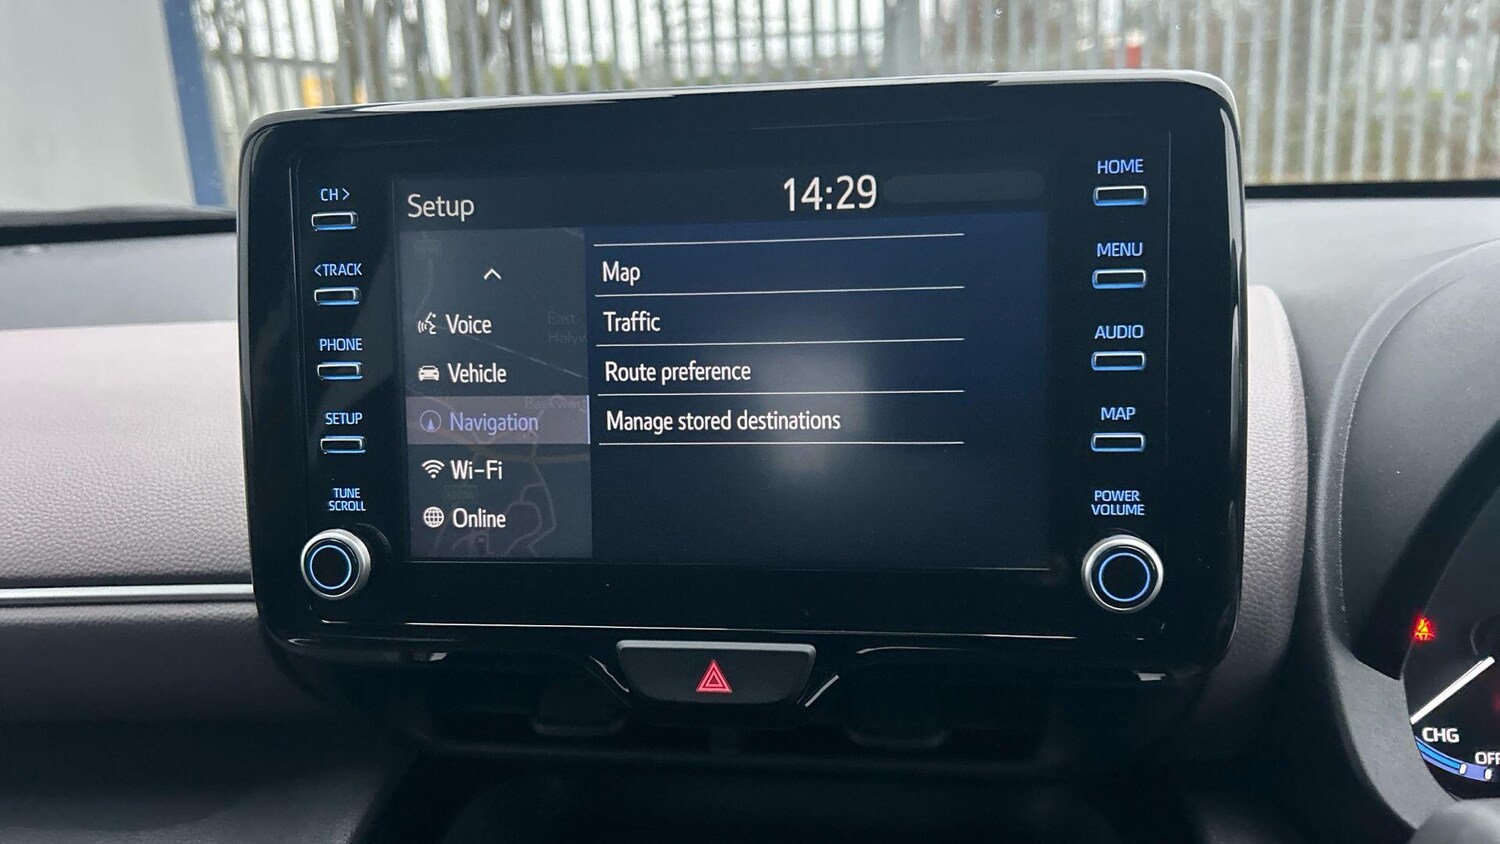 CH >
<TRACK
PHONE
SETUP
TUNE
SCROLL
Setup
14:29
Voice
Vehicle
Navigation
Wi-Fi
Online
Map
Traffic
Route preference
Manage stored destinations
HOME
MENU
AUDIO
MAP
POWER
VOLUME
CHG